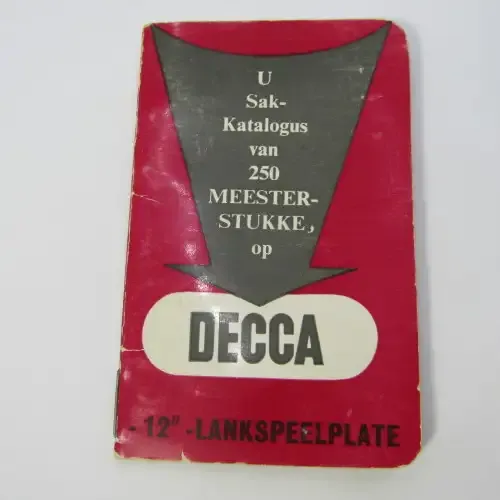 U
Sak-
Katalogus
van
250
MEESTER-
STUKKE,
op
DECCA
- 12" - LANKSPEELPLATE